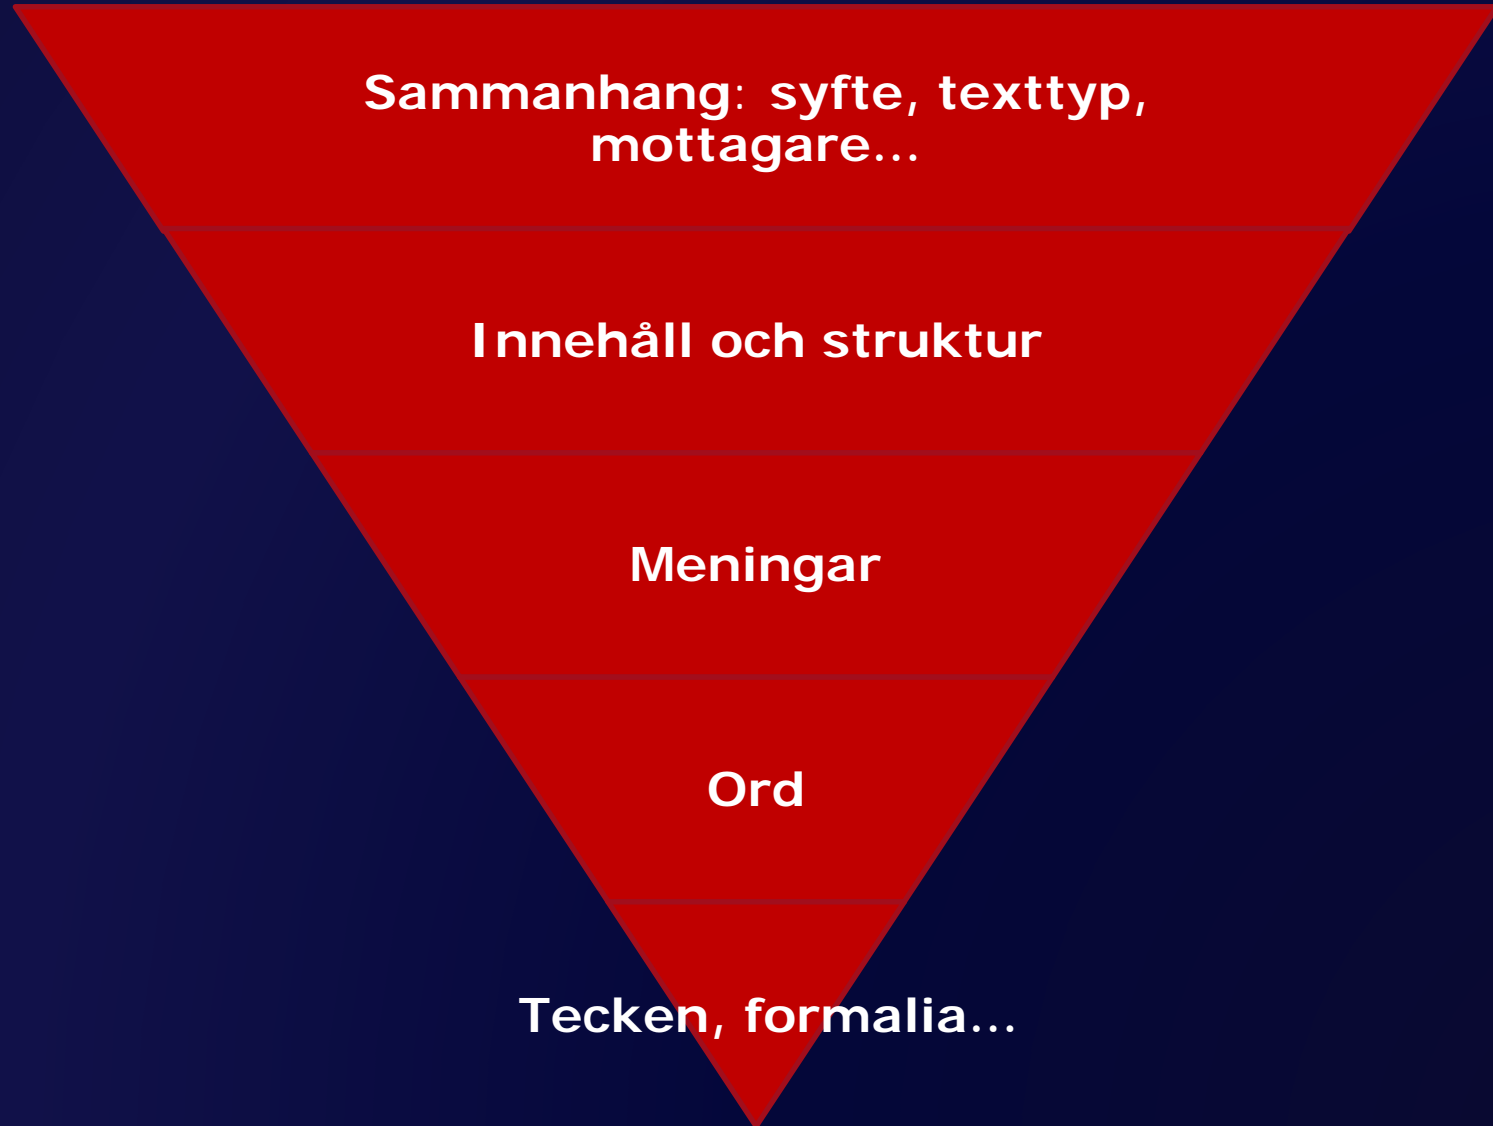 Sammanhang: syfte, texttyp,
mottagare...
Innehåll och struktur
Meningar
Ord
Tecken, formalia...